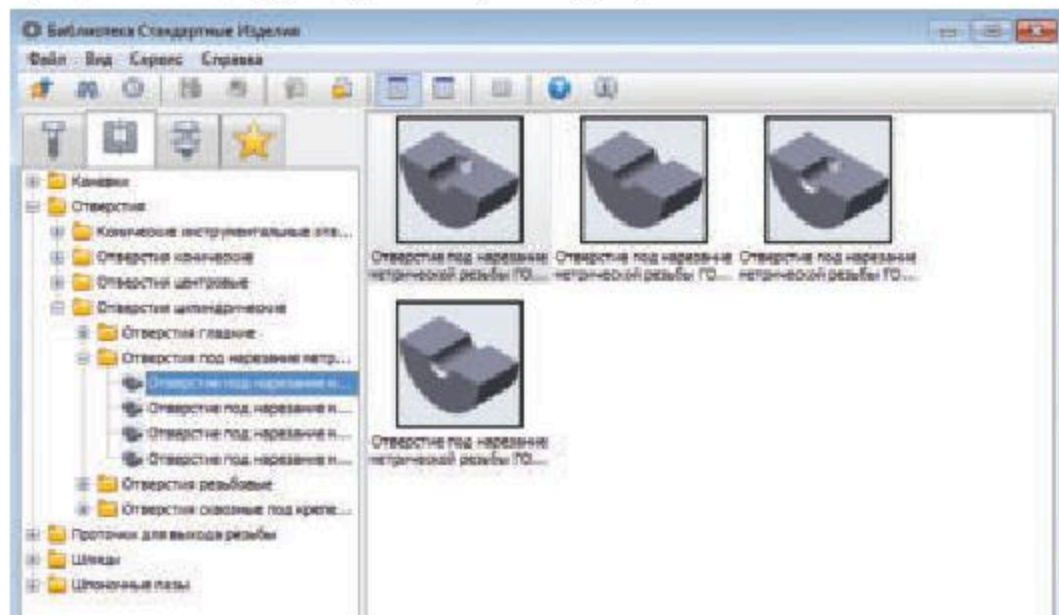 Библиотека Стандартные Изделия
Файл Вид Сервис Справка
Канавки
Отверстия
Конические инструментальные отв...
Отверстия конические
Отверстия центровые
Отверстия цилиндрические
Отверстия гладкие
Отверстия под нарезание метр...
Отверстие под нарезание м...
Отверстие под нарезание м...
Отверстие под нарезание м...
Отверстие под нарезание м...
Отверстия резьбовые
Отверстия сквозные под крепе...
Проточки для выхода резьбы
Шлицы
Шпоночные пазы
Отверстие под нарезание
метрической резьбы ГО...
Отверстие под нарезание
метрической резьбы ГО...
Отверстие под нарезание
метрической резьбы ГО...
Отверстие под нарезание
метрической резьбы ГО...